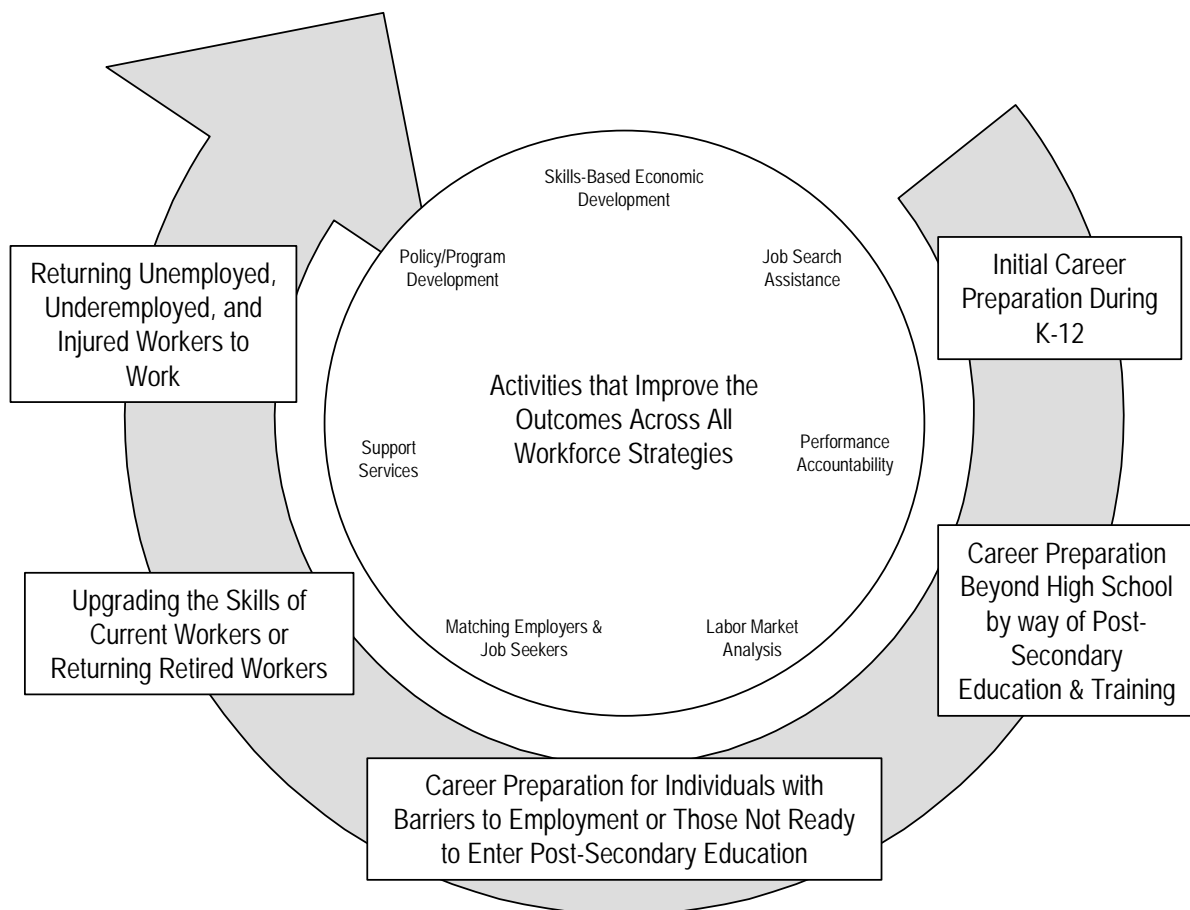 Skills-Based Economic
Development
Policy/Program
Development
Job Search
Assistance
Returning Unemployed,
Underemployed, and
Injured Workers to
Work
Initial Career
Preparation During
K-12
Activities that Improve the
Outcomes Across All
Workforce Strategies
Support
Services
Performance
Accountability
Upgrading the Skills of
Current Workers or
Returning Retired Workers
Career Preparation
Beyond High School
by way of Post-
Secondary
Education & Training
Matching Employers &
Job Seekers
Labor Market
Analysis
Career Preparation for Individuals with
Barriers to Employment or Those Not Ready
to Enter Post-Secondary Education